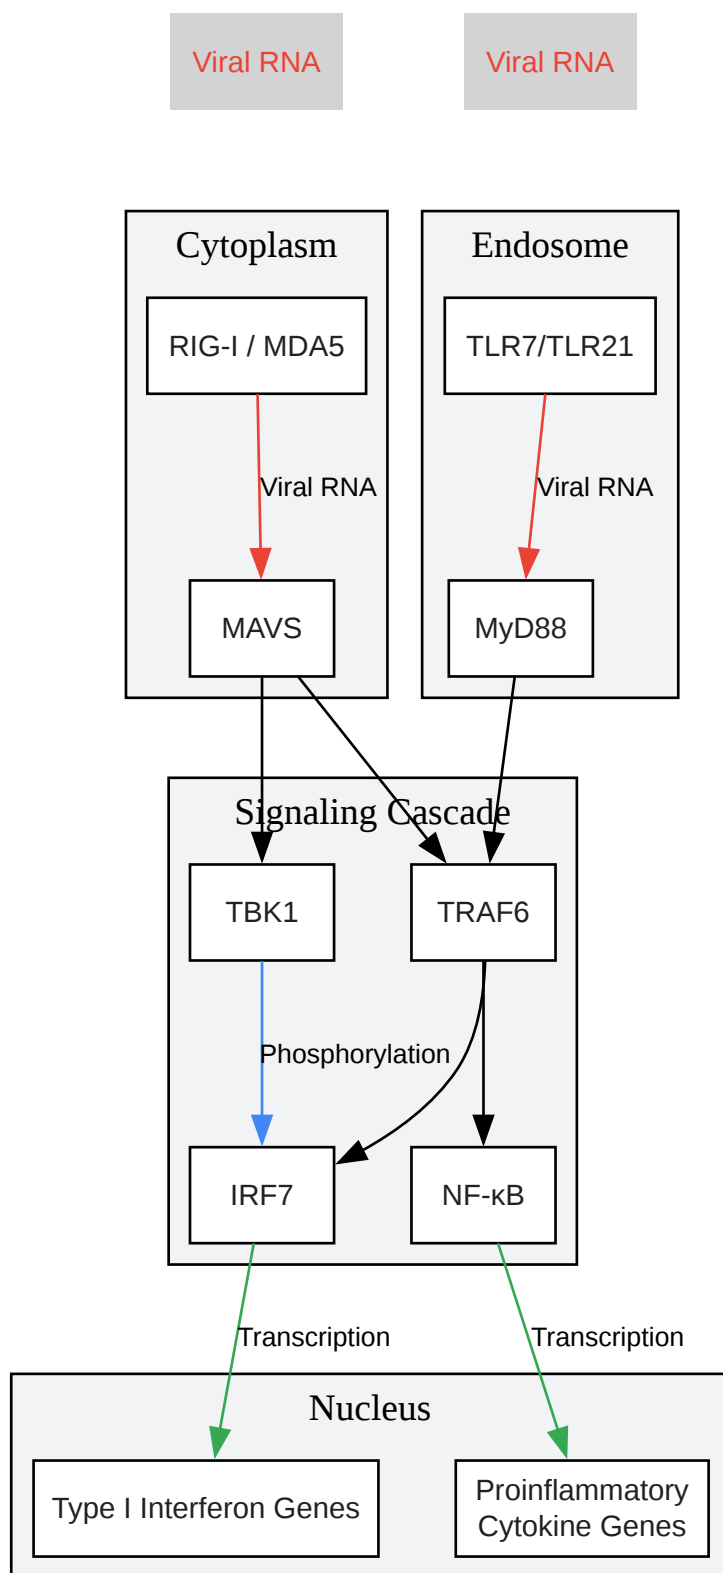 Viral RNA
Viral RNA
Cytoplasm
Endosome
RIG-I / MDA5
TLR7/TLR21
Viral RNA
Viral RNA
MAVS
MyD88
Signaling Cascade
TBK1
TRAF6
Phosphorylation
IRF7
NF-κB
Transcription
Transcription
Nucleus
Type I Interferon Genes
Proinflammatory
Cytokine Genes